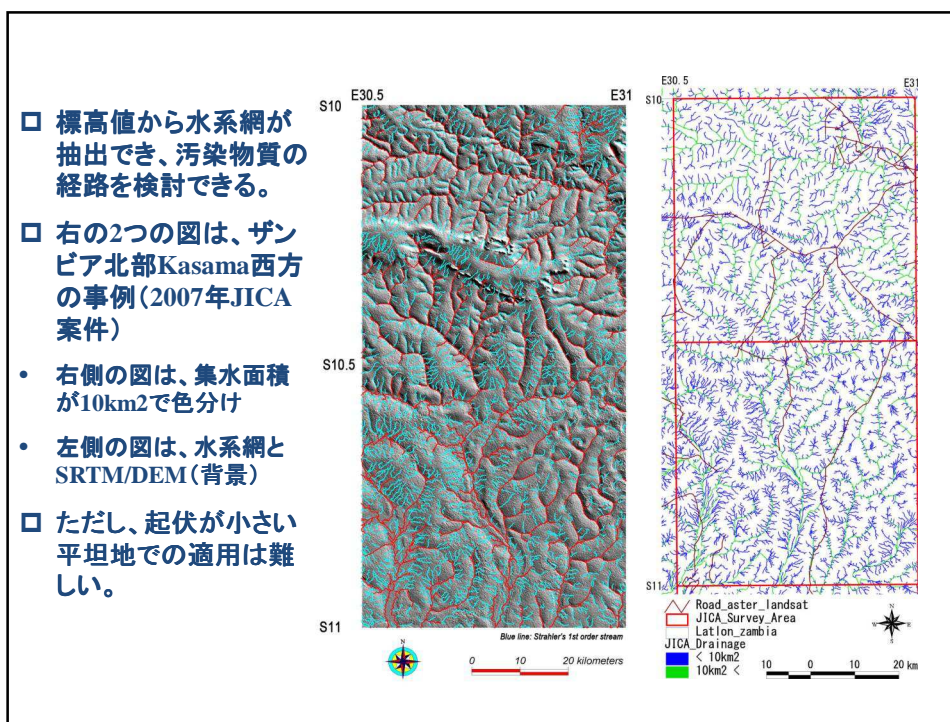 □ 標高値から水系網が
抽出でき、汚染物質の
経路を検討できる。
□ 右の2つの図は、ザン
ビア北部Kasama西方
の事例（2007年JICA
案件）
• 右側の図は、集水面積
が10km2で色分け
• 左側の図は、水系網と
SRTM/DEM（背景）
□ ただし、起伏が小さい
平坦地での適用は難
しい。
E30.5 E31
S10
S10.5
S11
Blue line: Strahler's 1st order stream
N
0 10 20 kilometers
E30.5 E31
S10
S11
Road_aster_landsat
JICA_Survey_Area
Latlon_zambia
JICA_Drainage
< 10km2
10km2 <
N
W E
S
10 0 10 20 km